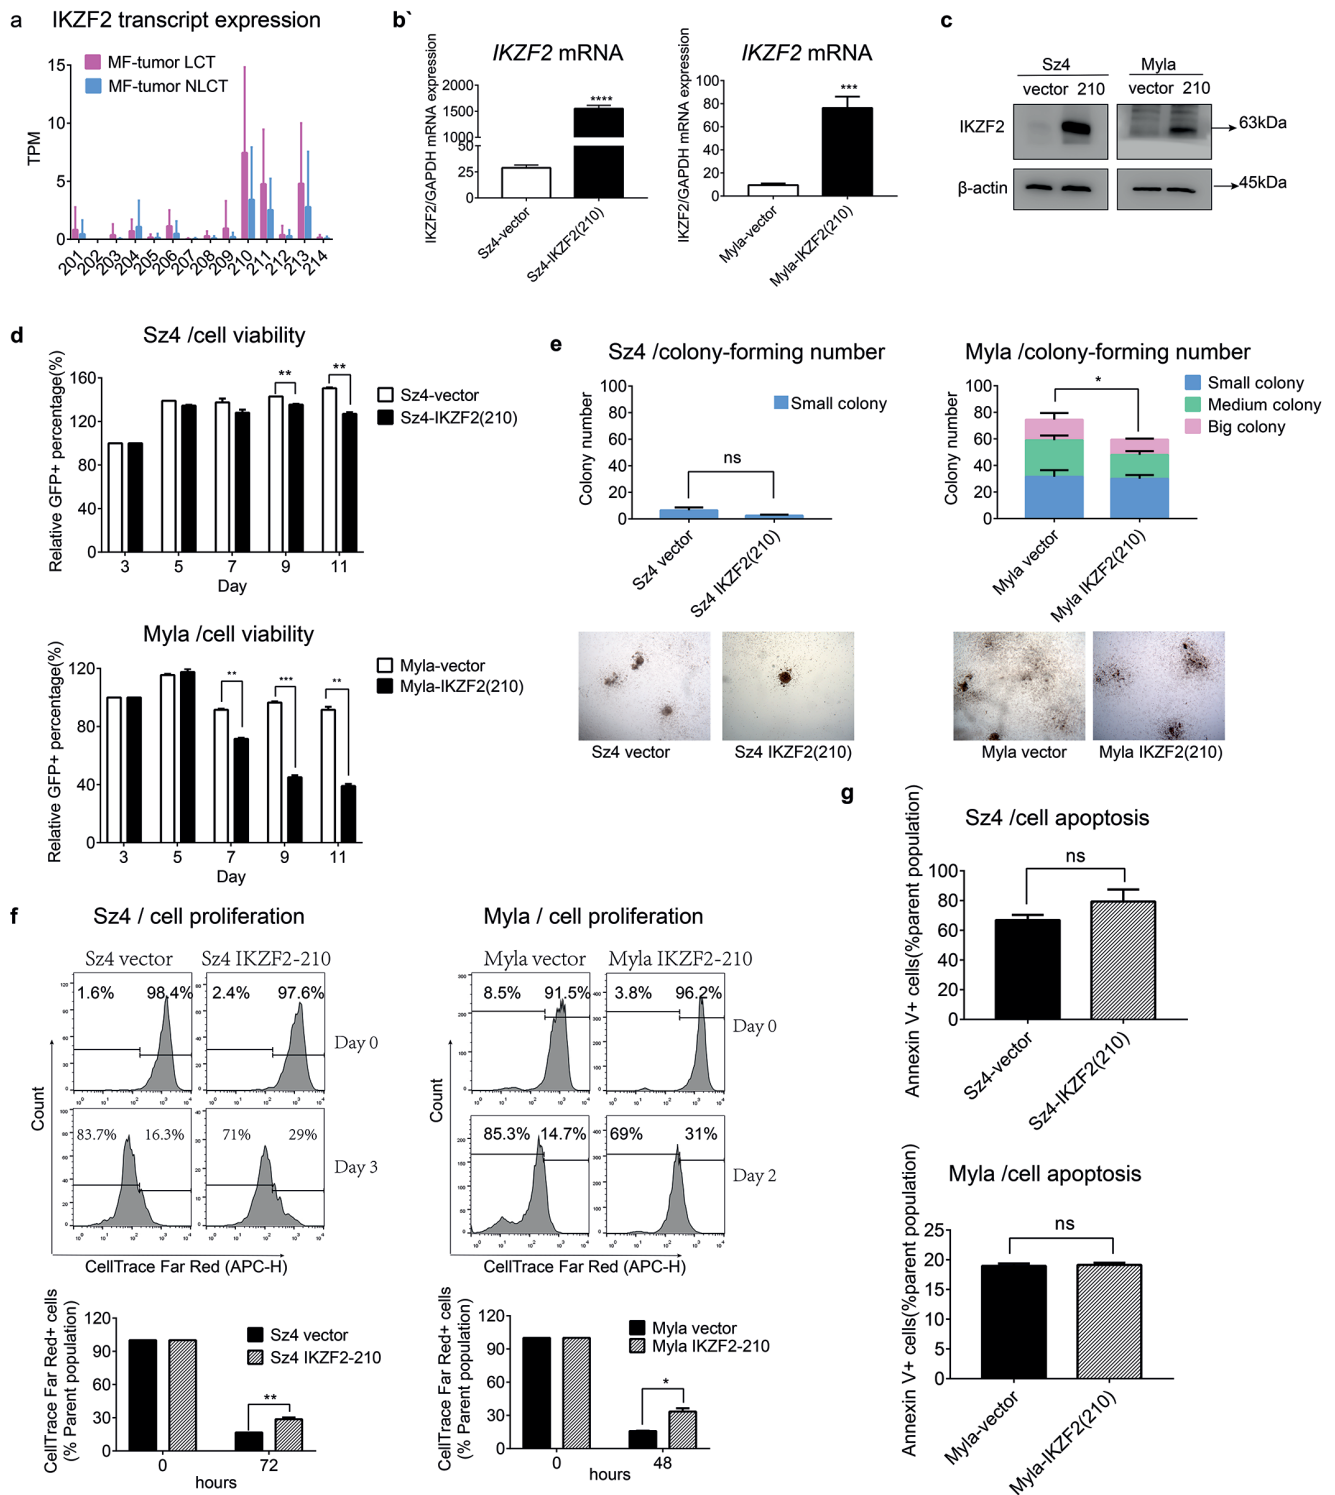 a
IKZF2 transcript expression
MF-tumor LCT
MF-tumor NLCT
TPM
15
10
5
0
201
202
203
204
205
206
207
208
209
210
211
212
213
214
b`
IKZF2 mRNA
IKZF2/GAPDH mRNA expression
2000
1500
1000
50
25
0
****
Sz4-vector
Sz4-IKZF2(210)
IKZF2 mRNA
IKZF2/GAPDH mRNA expression
100
80
60
40
20
0
***
Myla-vector
Myla-IKZF2(210)
c
Sz4
Myla
vector 210
vector 210
IKZF2
63kDa
β-actin
45kDa
d
Sz4 /cell viability
Relative GFP+ percentage(%)
160
120
80
40
0
**
**
Sz4-vector
Sz4-IKZF2(210)
3 5 7 9 11
Day
Myla /cell viability
Relative GFP+ percentage(%)
120
80
40
0
**
***
**
Myla-vector
Myla-IKZF2(210)
3 5 7 9 11
Day
e
Sz4 /colony-forming number
Colony number
100
80
60
40
20
0
Small colony
ns
Sz4 vector
Sz4 IKZF2(210)
Myla /colony-forming number
Colony number
100
80
60
40
20
0
*
Small colony
Medium colony
Big colony
Myla vector
Myla IKZF2(210)
Sz4 vector
Sz4 IKZF2(210)
Myla vector
Myla IKZF2(210)
f
Sz4 / cell proliferation
Sz4 vector
Sz4 IKZF2-210
1.6% 98.4%
2.4% 97.6%
Day 0
83.7% 16.3%
71% 29%
Day 3
Count
CellTrace Far Red (APC-H)
Myla / cell proliferation
Myla vector
Myla IKZF2-210
8.5% 91.5%
3.8% 96.2%
Day 0
85.3% 14.7%
69% 31%
Day 2
Count
CellTrace Far Red (APC-H)
CellTrace Far Red+ cells
(% Parent population)
120
90
60
30
0
**
Sz4 vector
Sz4 IKZF2-210
0 72
hours
CellTrace Far Red+ cells
(% Parent population)
120
90
60
30
0
*
Myla vector
Myla IKZF2-210
0 48
hours
g
Sz4 /cell apoptosis
Annexin V+ cells(%parent population)
100
80
60
40
20
0
ns
Sz4-vector
Sz4-IKZF2(210)
Myla /cell apoptosis
Annexin V+ cells(%parent population)
25
20
15
10
5
0
ns
Myla-vector
Myla-IKZF2(210)